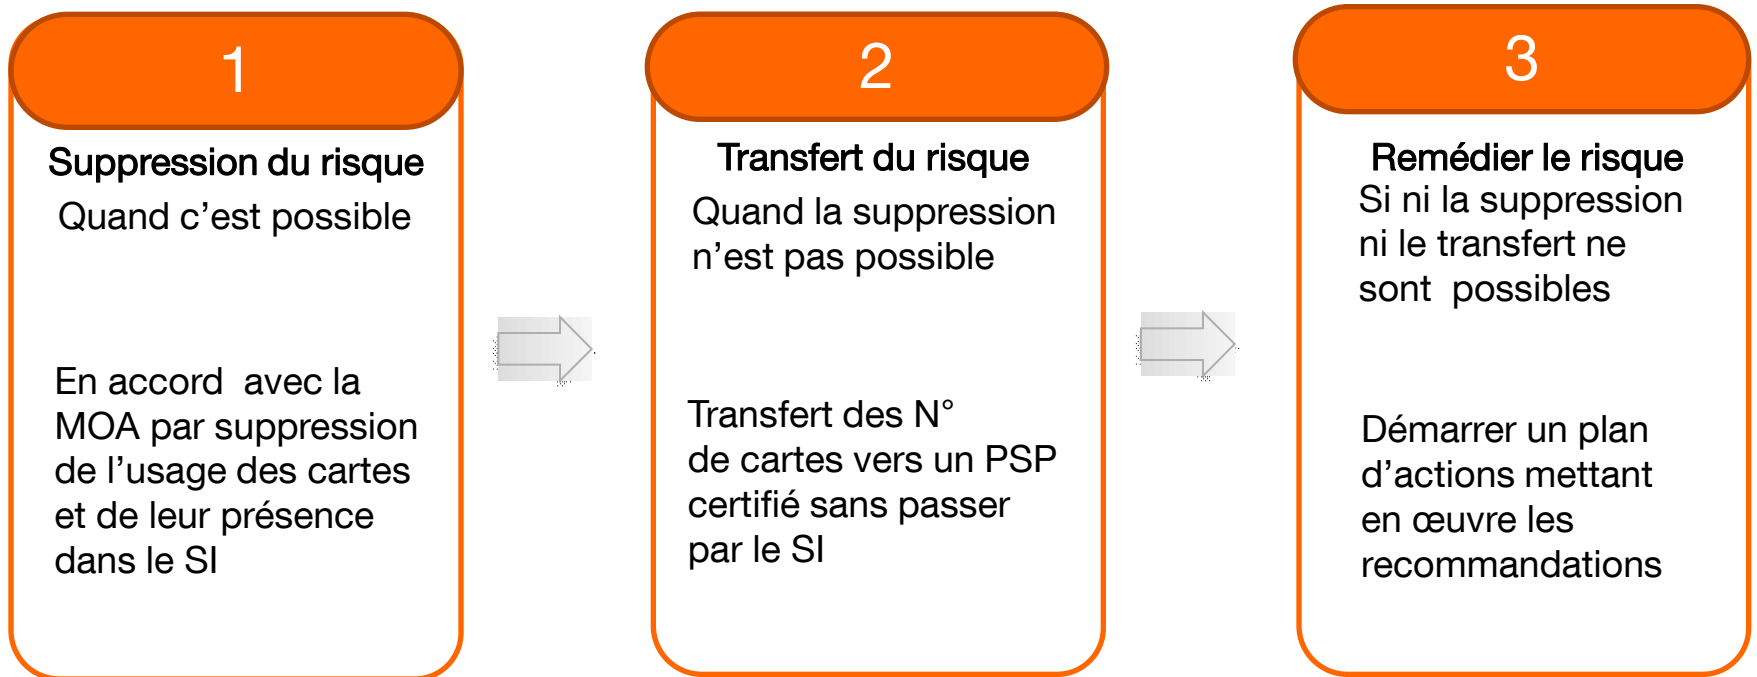 1
Suppression du risque
Quand c’est possible
En accord avec la
MOA par suppression
de l’usage des cartes
et de leur présence
dans le SI
2
Transfert du risque
Quand la suppression
n’est pas possible
Transfert des N°
de cartes vers un PSP
certifié sans passer
par le SI
3
Remédier le risque
Si ni la suppression
ni le transfert ne
sont possibles
Démarrer un plan
d’actions mettant
en œuvre les
recommandations